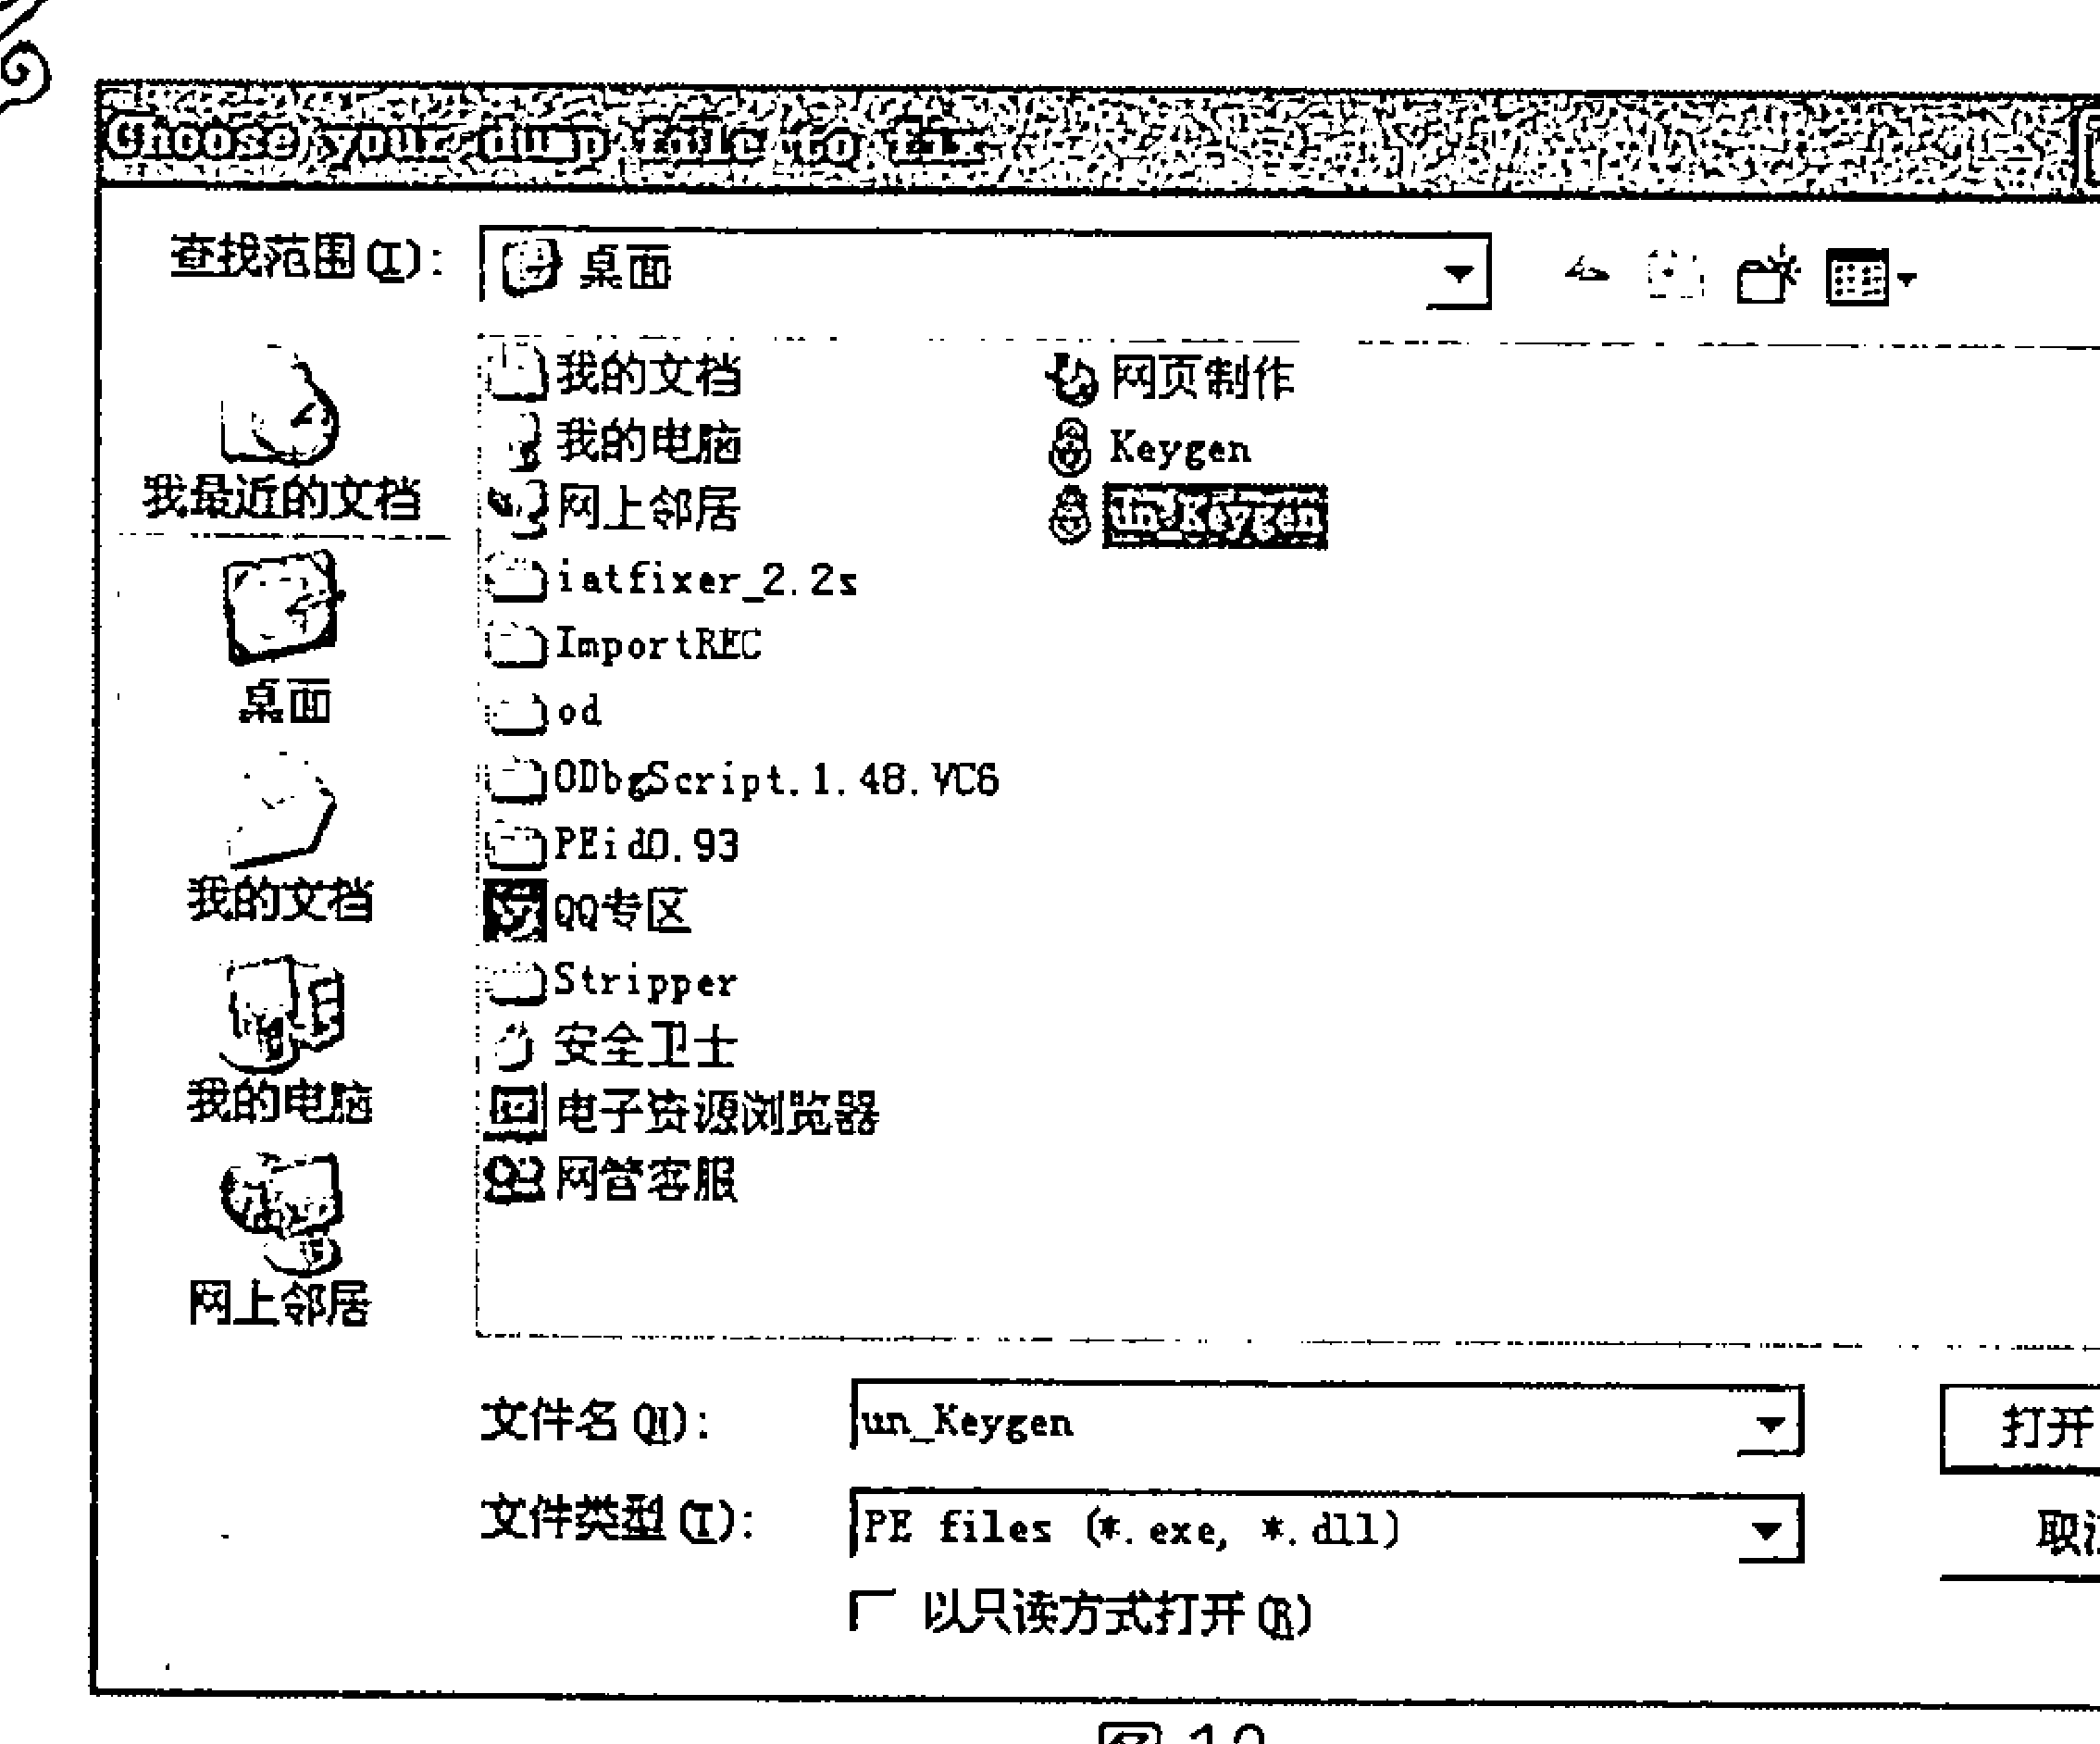 Choose your dump file to fix
查找范围(I):
桌面
我最近的文档
桌面
我的文档
我的电脑
网上邻居
我的文档
我的电脑
网上邻居
iatfixer_2.2s
ImportREC
od
ODbgScript.1.48.VC6
PEid0.93
QQ专区
Stripper
安全卫士
电子资源浏览器
网管客服
网页制作
Keygen
un_Keygen
文件名(N):
un_Keygen
打开
文件类型(T):
PE files (*.exe, *.dll)
取
以只读方式打开(R)